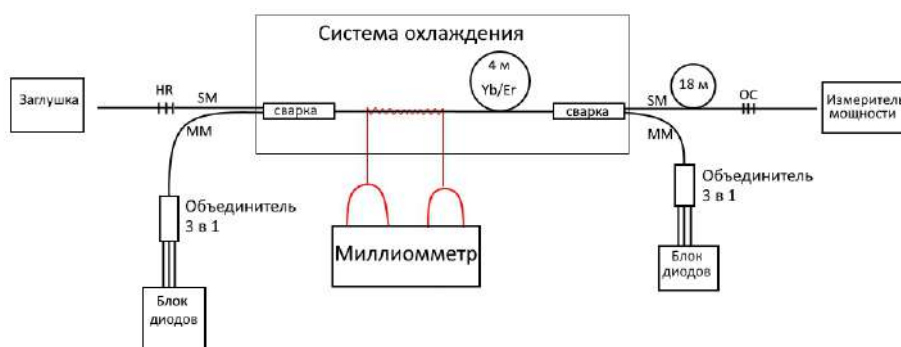 Система охлаждения
4 м
Yb/Er
Заглушка
HR
SM
сварка
сварка
SM
18 м
OC
Измеритель
мощности
MM
MM
Объединитель
3 в 1
Объединитель
3 в 1
Миллиомметр
Блок
диодов
Блок
диодов